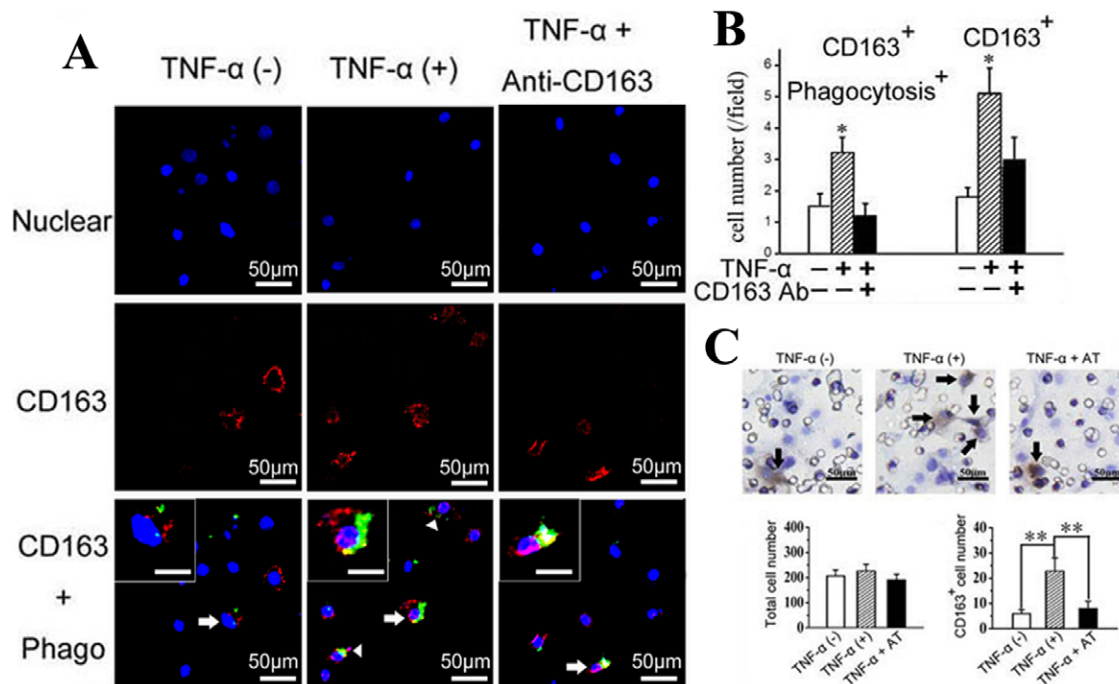 A
TNF-α (-)
TNF-α (+)
TNF-α +
Anti-CD163
Nuclear
50μm
50μm
50μm
CD163
50μm
50μm
50μm
CD163
+
Phago
50μm
50μm
50μm
B
CD163+
Phagocytosis+
CD163+
*
*
cell number (/field)
6
5
4
3
2
1
0
TNF-α − + + − + +
CD163 Ab − − + − − +
C
TNF-α (-)
TNF-α (+)
TNF-α + AT
50μm
50μm
50μm
Total cell number
400
300
200
100
0
TNF-α (-)
TNF-α (+)
TNF-α + AT
CD163+ cell number
40
30
20
10
0
**
**
TNF-α (-)
TNF-α (+)
TNF-α + AT